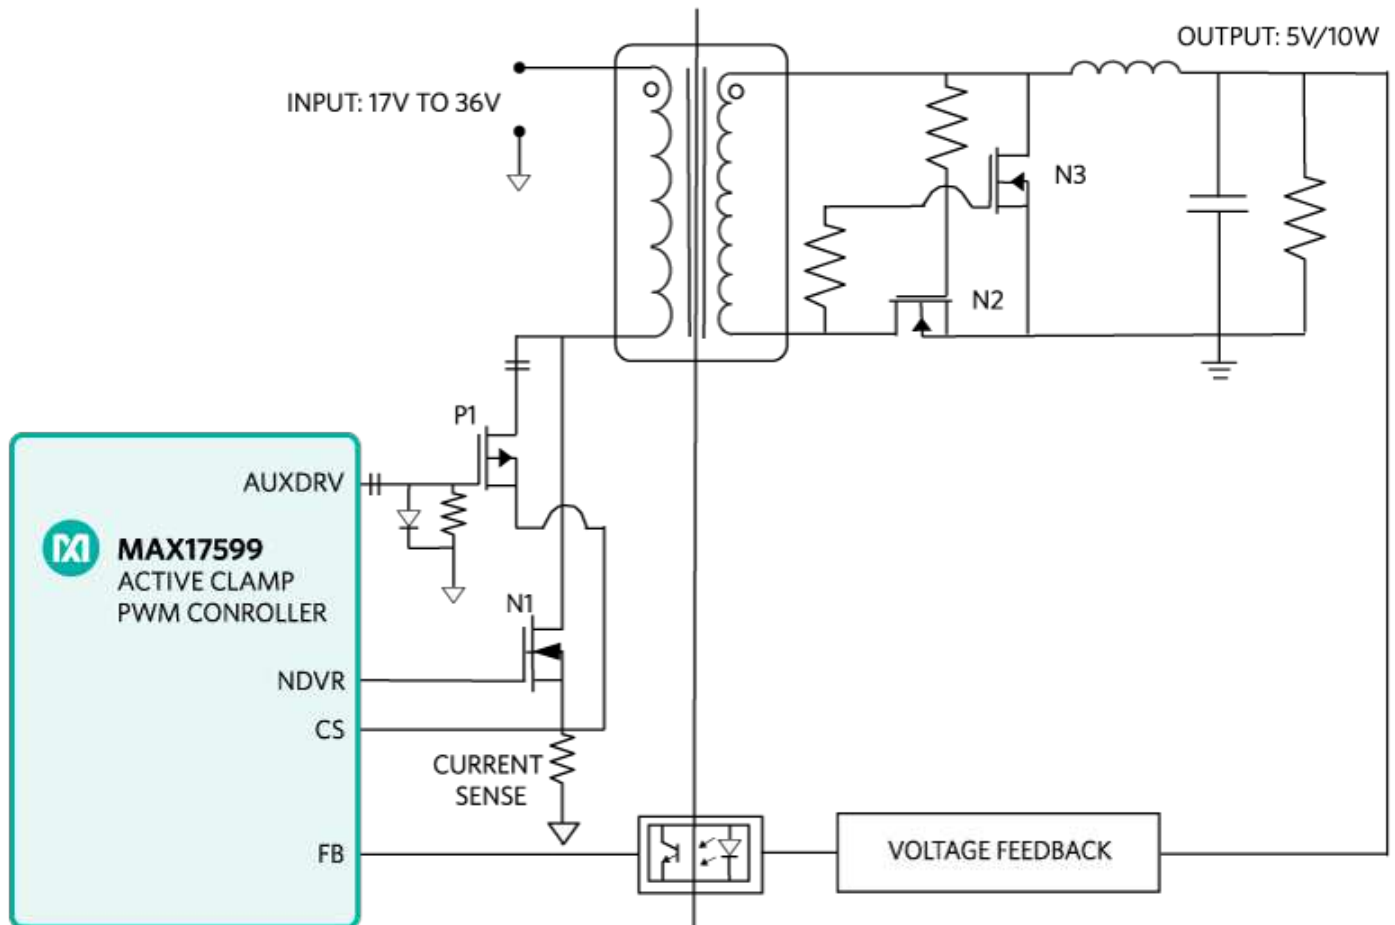 OUTPUT: 5V/10W
INPUT: 17V TO 36V
N3
N2
P1
AUXDRV
MAX17599
ACTIVE CLAMP
PWM CONROLLER
N1
NDVR
CS
CURRENT
SENSE
FB
VOLTAGE FEEDBACK